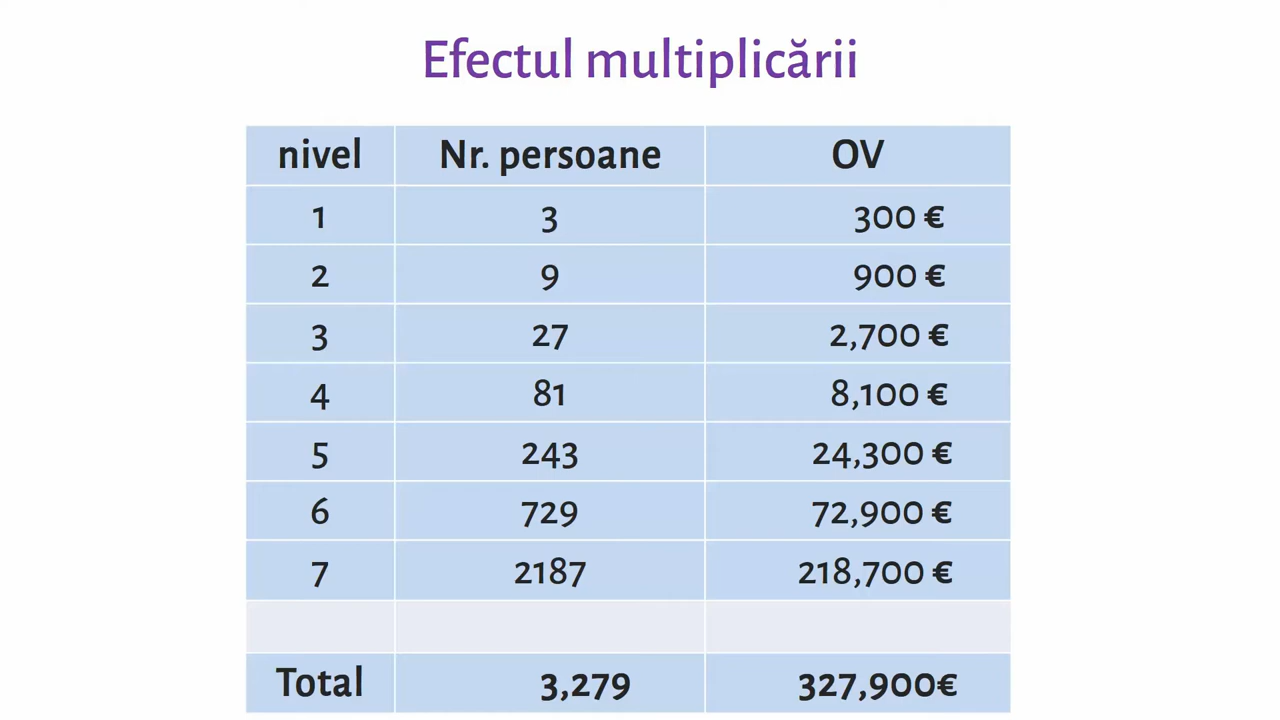 Efectul multiplicării
nivel Nr. persoane OV
1 3 300 €
2 9 900 €
3 27 2,700 €
4 81 8,100 €
5 243 24,300 €
6 729 72,900 €
7 2187 218,700 €
Total 3,279 327,900€